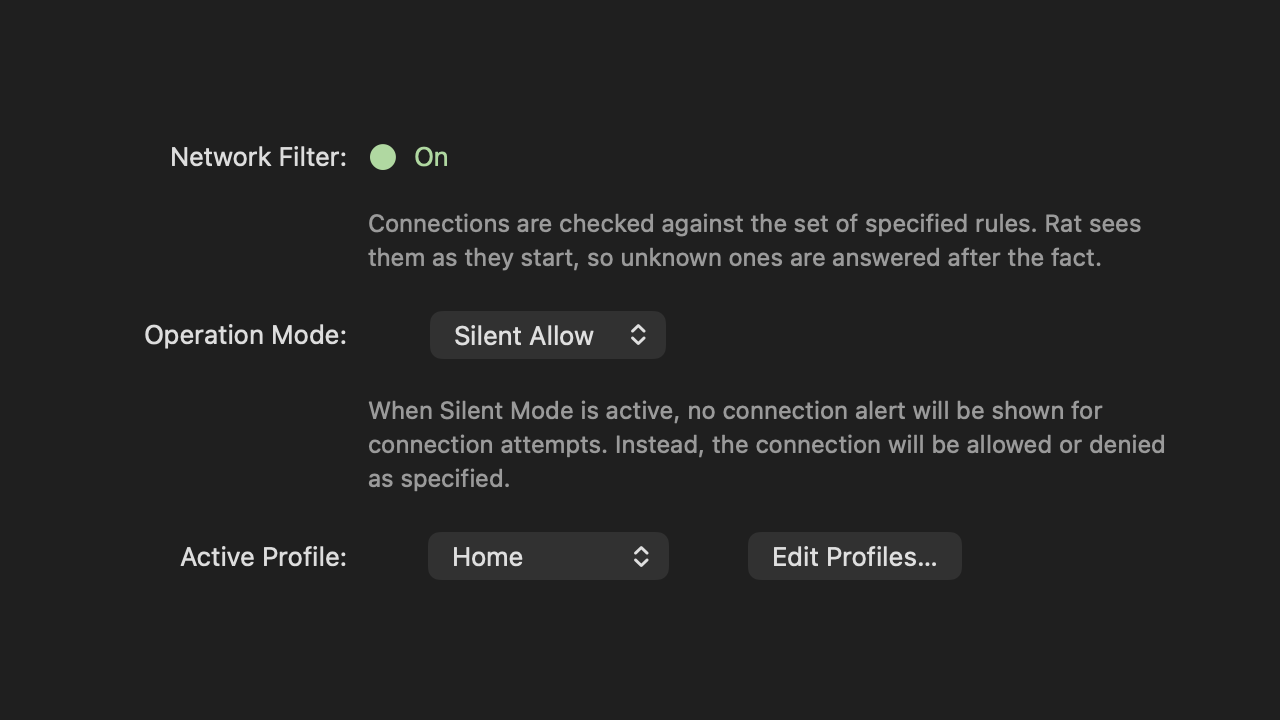 Network Filter: On
Connections are checked against the set of specified rules. Rat sees
them as they start, so unknown ones are answered after the fact.
Operation Mode: Silent Allow
When Silent Mode is active, no connection alert will be shown for
connection attempts. Instead, the connection will be allowed or denied
as specified.
Active Profile: Home Edit Profiles...